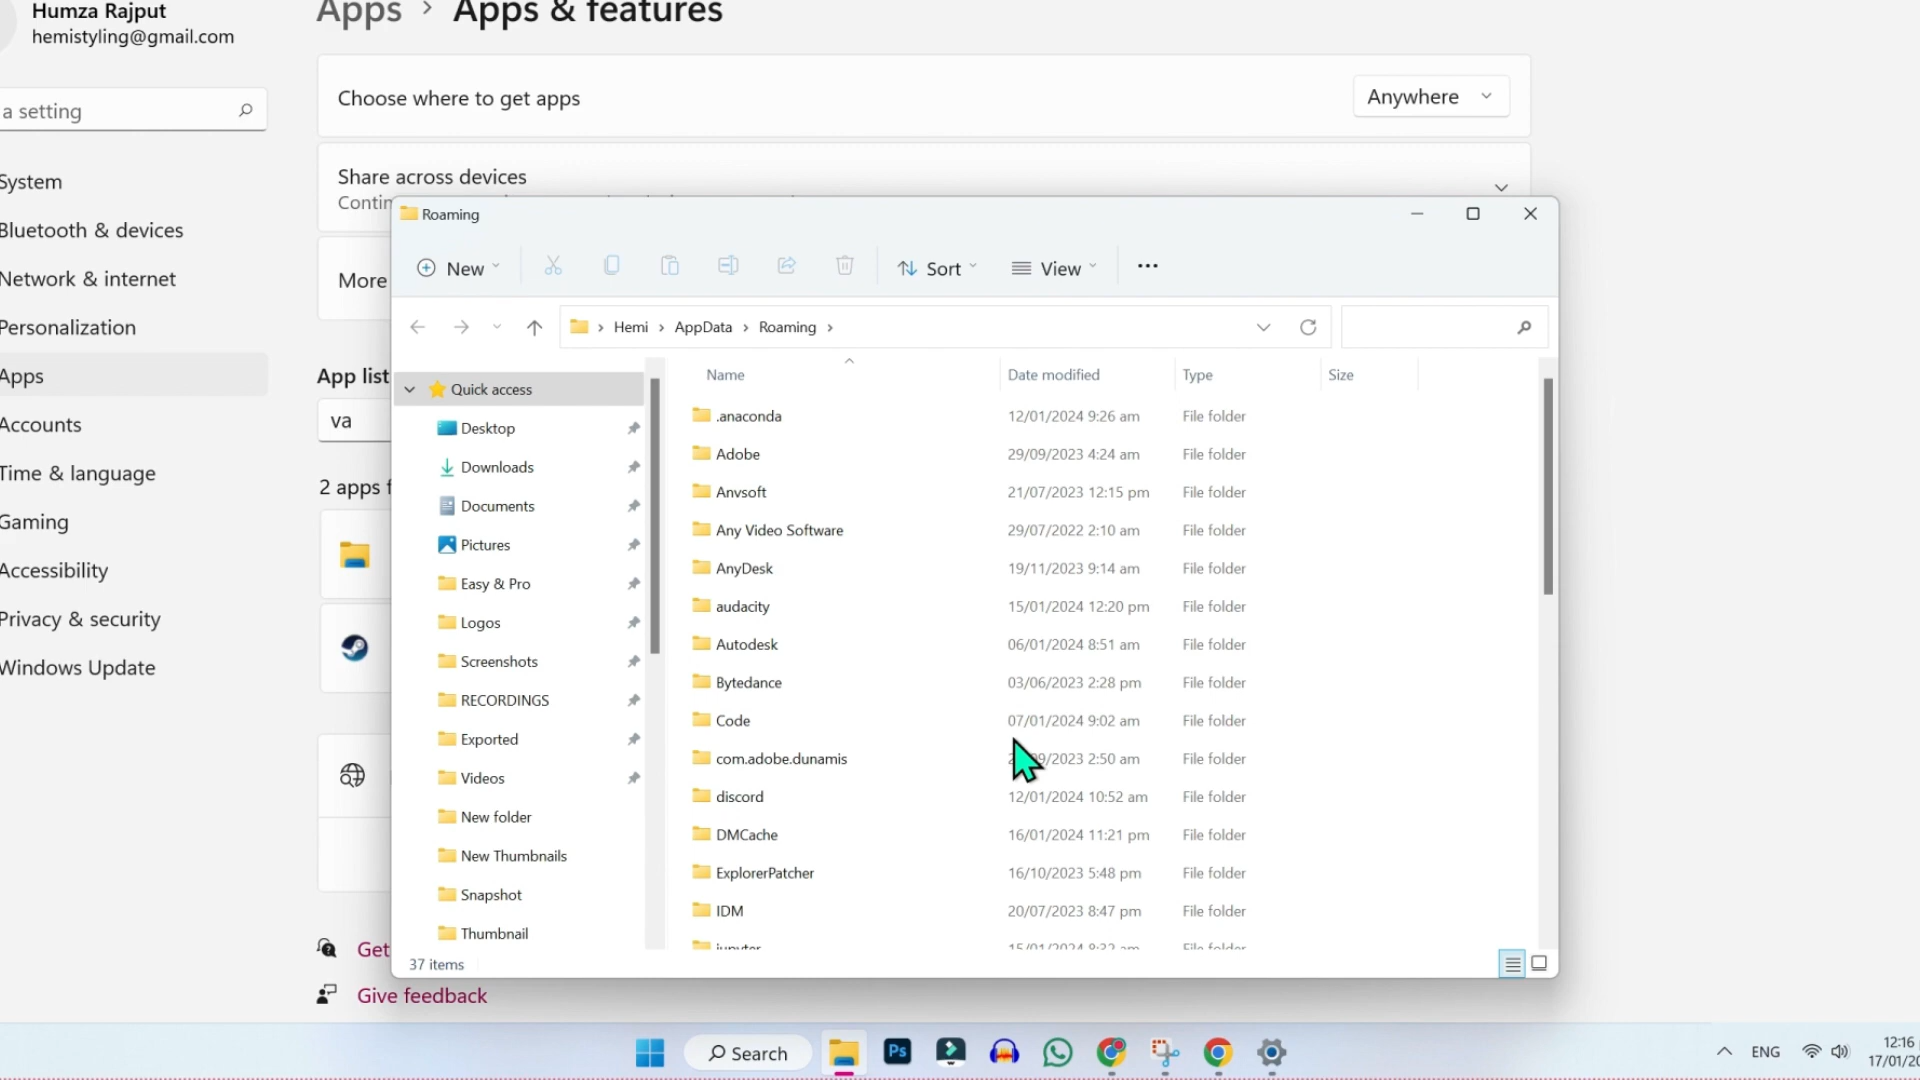 Humza Rajput
hemistyling@gmail.com
Apps > Apps & features
a setting
System
Bluetooth & devices
Network & internet
Personalization
Apps
Accounts
Time & language
Gaming
Accessibility
Privacy & security
Windows Update
Choose where to get apps
Anywhere
Share across devices
Contin
More
App list
va
2 apps f
Get
Give feedback
Roaming
New
Sort
View
Hemi > AppData > Roaming >
Quick access
Desktop
Downloads
Documents
Pictures
Easy & Pro
Logos
Screenshots
RECORDINGS
Exported
Videos
New folder
New Thumbnails
Snapshot
Thumbnail
Name Date modified Type Size
.anaconda 12/01/2024 9:26 am File folder
Adobe 29/09/2023 4:24 am File folder
Anvsoft 21/07/2023 12:15 pm File folder
Any Video Software 29/07/2022 2:10 am File folder
AnyDesk 19/11/2023 9:14 am File folder
audacity 15/01/2024 12:20 pm File folder
Autodesk 06/01/2024 8:51 am File folder
Bytedance 03/06/2023 2:28 pm File folder
Code 07/01/2024 9:02 am File folder
com.adobe.dunamis 2:50 am File folder
discord 12/01/2024 10:52 am File folder
DMCache 16/01/2024 11:21 pm File folder
ExplorerPatcher 16/10/2023 5:48 pm File folder
IDM 20/07/2023 8:47 pm File folder
jupyter 15/01/2024 8:32 am File folder
37 items
Search
Ps
ENG
12:16
17/01/20